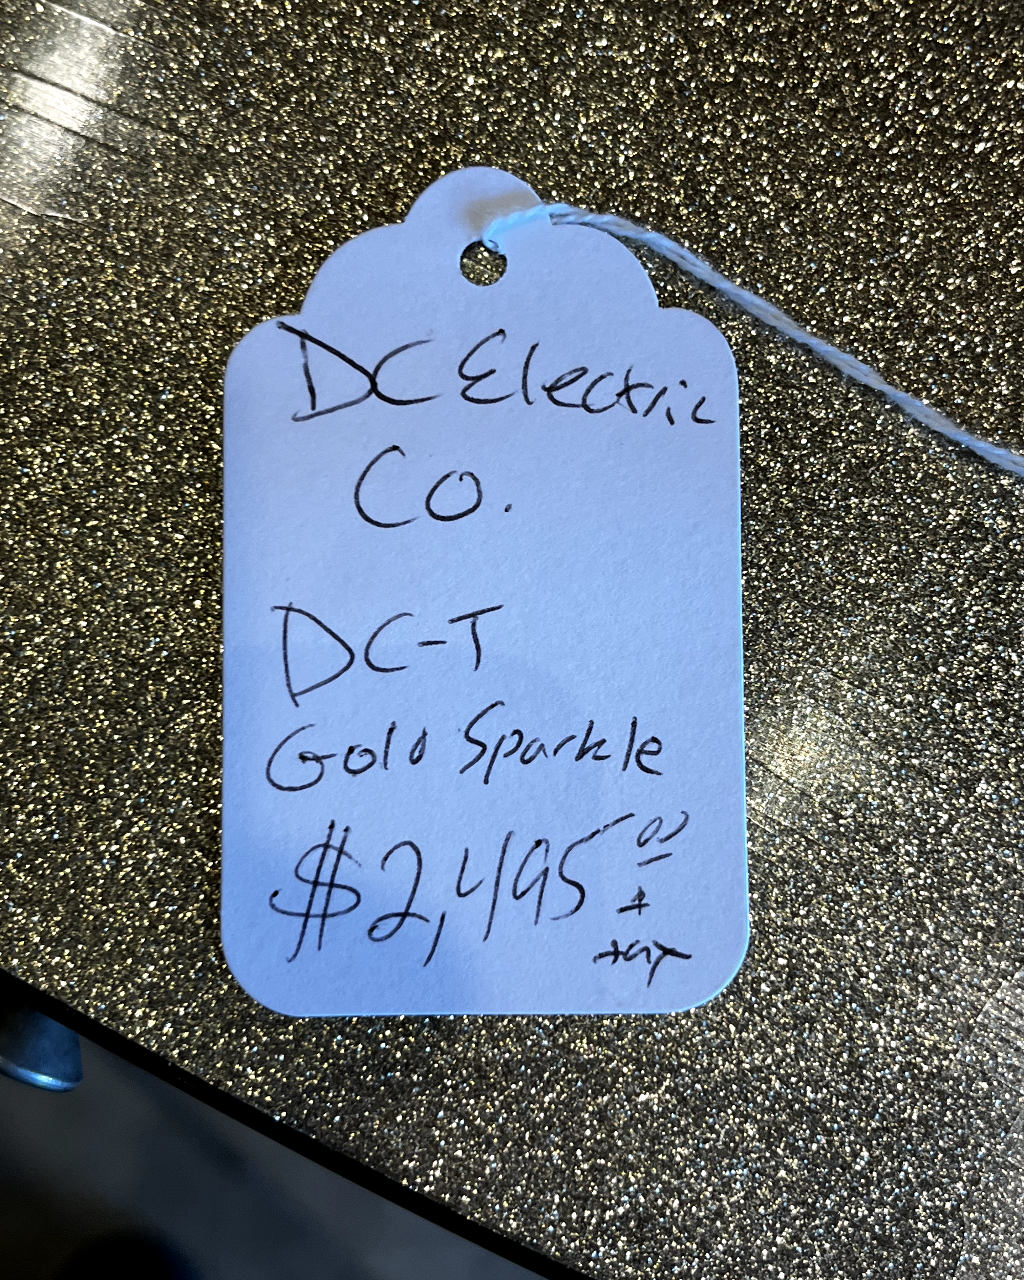 DC Electric
Co.
DC-T
Gold Sparkle
$2,495.00
+
tax